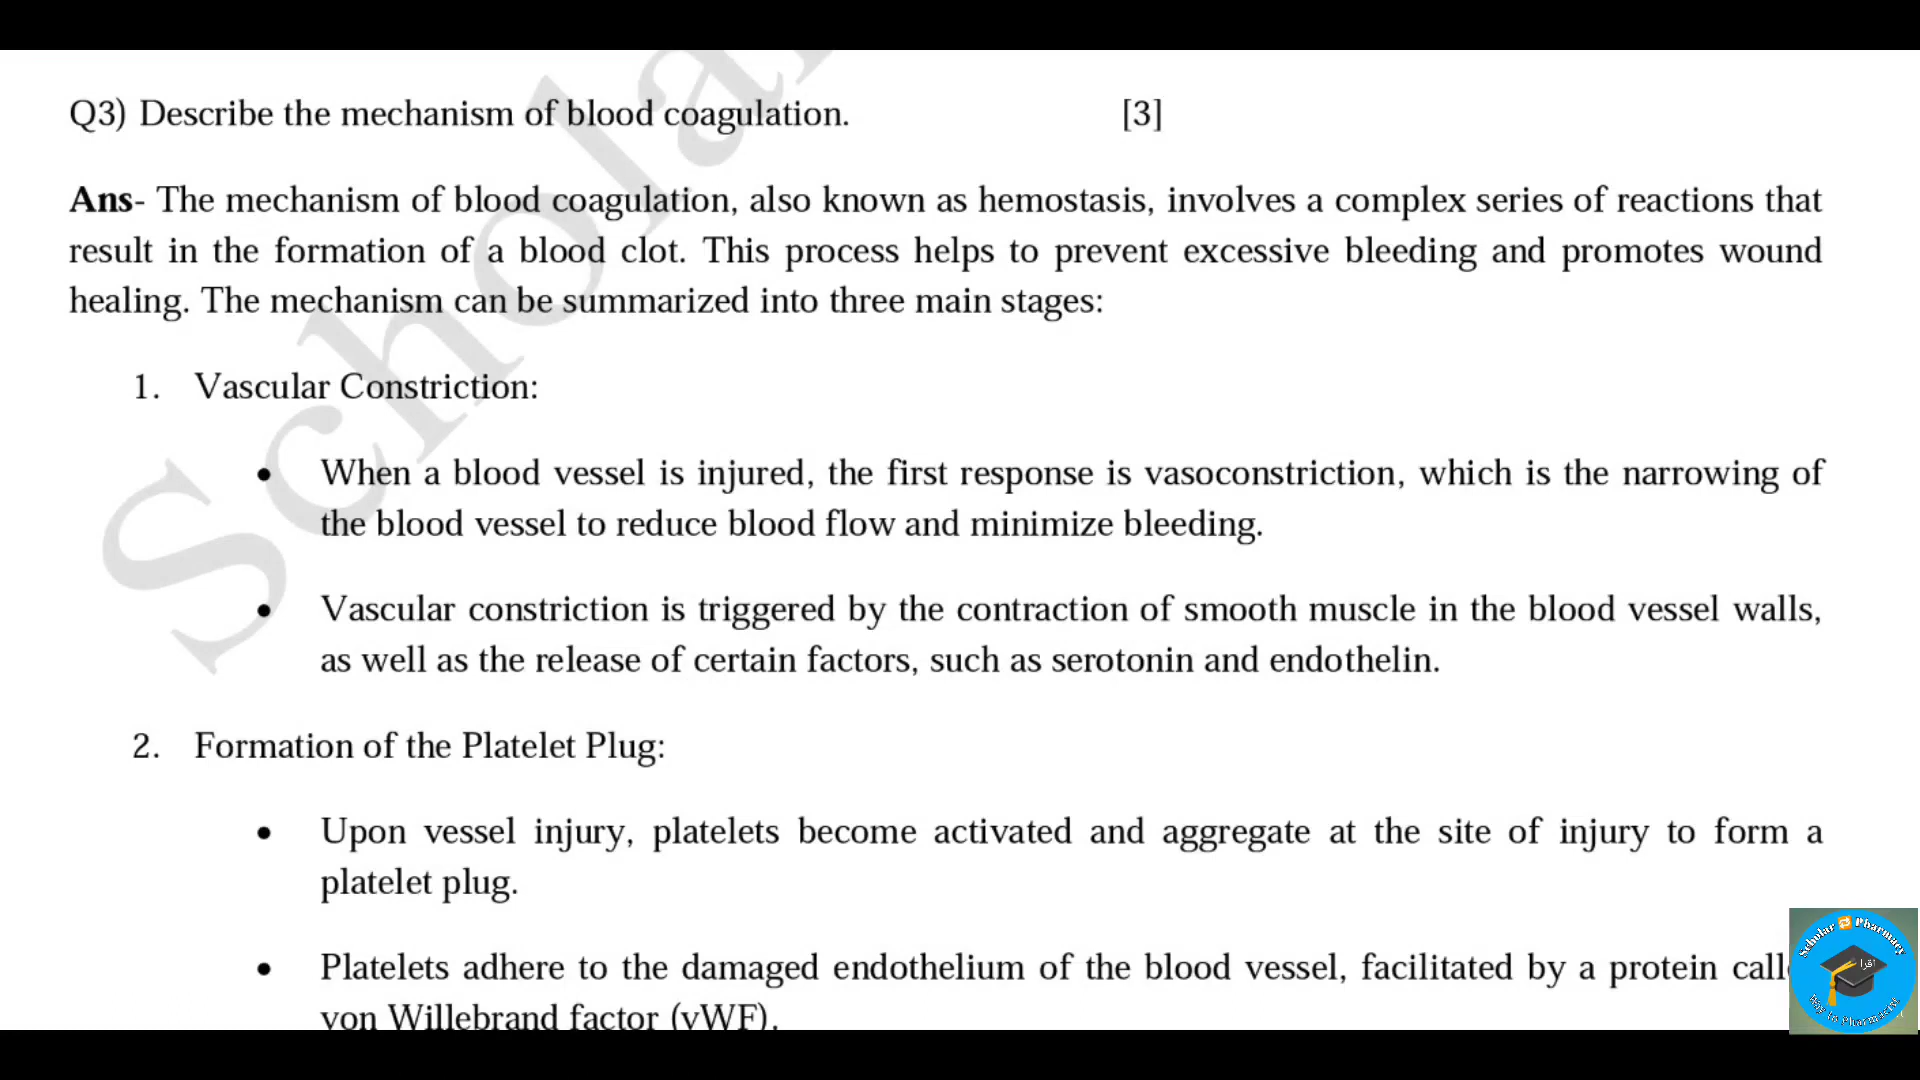 Q3) Describe the mechanism of blood coagulation. [3]
Ans- The mechanism of blood coagulation, also known as hemostasis, involves a complex series of reactions that
result in the formation of a blood clot. This process helps to prevent excessive bleeding and promotes wound
healing. The mechanism can be summarized into three main stages:
1. Vascular Constriction:
• When a blood vessel is injured, the first response is vasoconstriction, which is the narrowing of
the blood vessel to reduce blood flow and minimize bleeding.
• Vascular constriction is triggered by the contraction of smooth muscle in the blood vessel walls,
as well as the release of certain factors, such as serotonin and endothelin.
2. Formation of the Platelet Plug:
• Upon vessel injury, platelets become activated and aggregate at the site of injury to form a
platelet plug.
• Platelets adhere to the damaged endothelium of the blood vessel, facilitated by a protein
von Willebrand factor (vWF).
Scholar
Scholar Pharmacy
اقرا